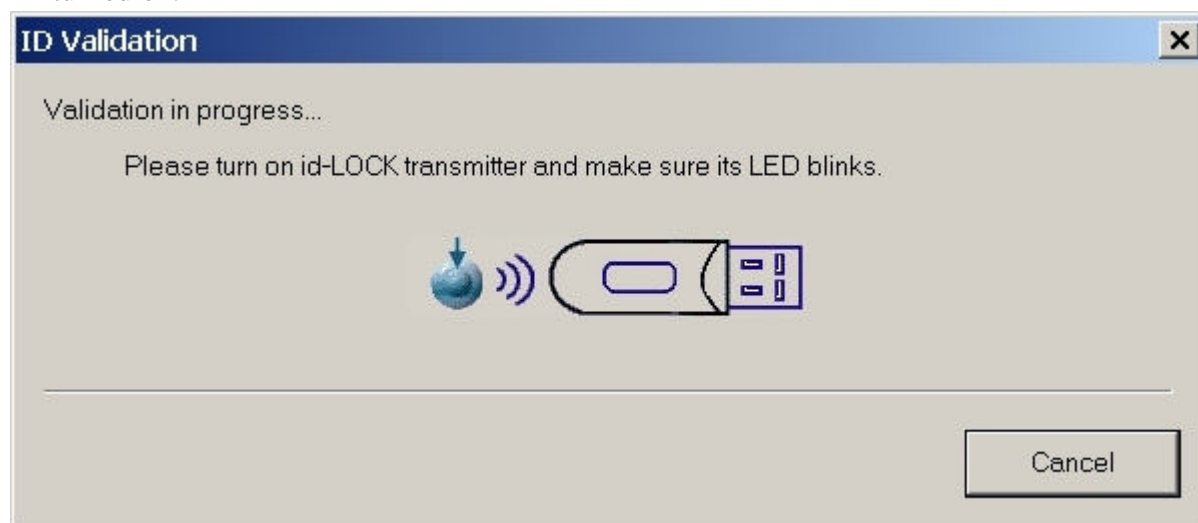 ID Validation
Validation in progress...
Please turn on id-LOCK transmitter and make sure its LED blinks.
Cancel